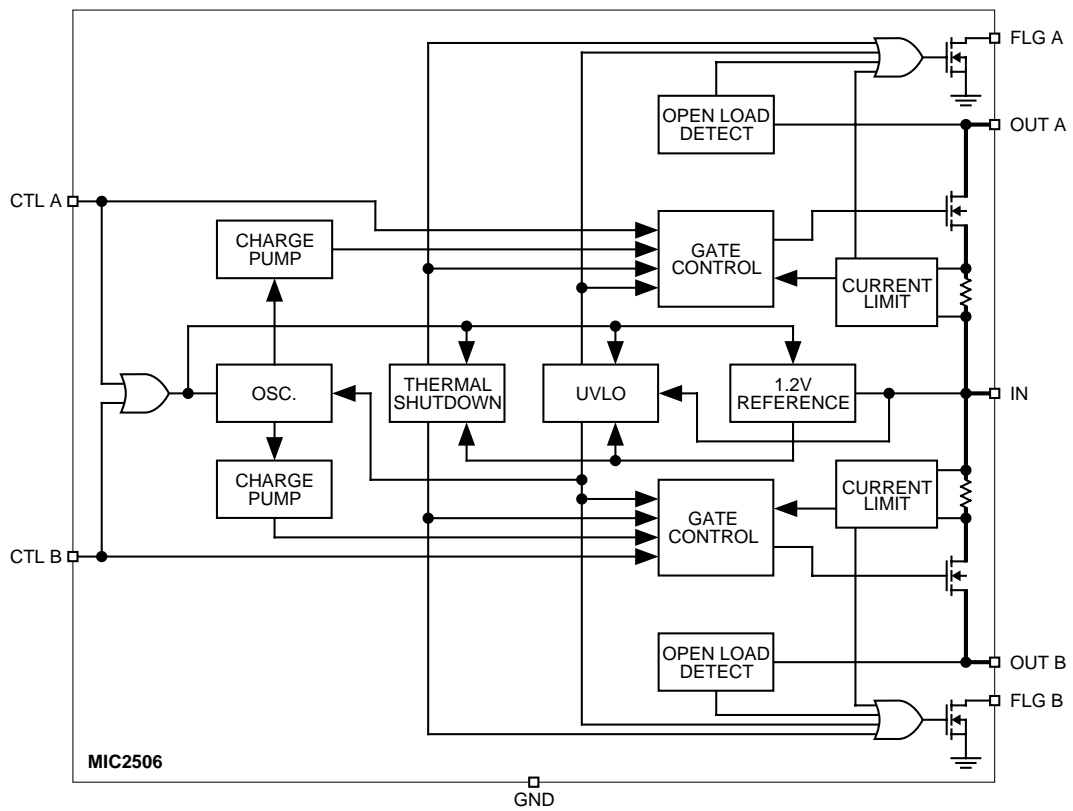 FLG A
OPEN LOAD
DETECT
OUT A
CTL A
CHARGE
PUMP
GATE
CONTROL
CURRENT
LIMIT
OSC.
THERMAL
SHUTDOWN
UVLO
1.2V
REFERENCE
IN
CHARGE
PUMP
CURRENT
LIMIT
GATE
CONTROL
CTL B
OPEN LOAD
DETECT
OUT B
FLG B
MIC2506
GND